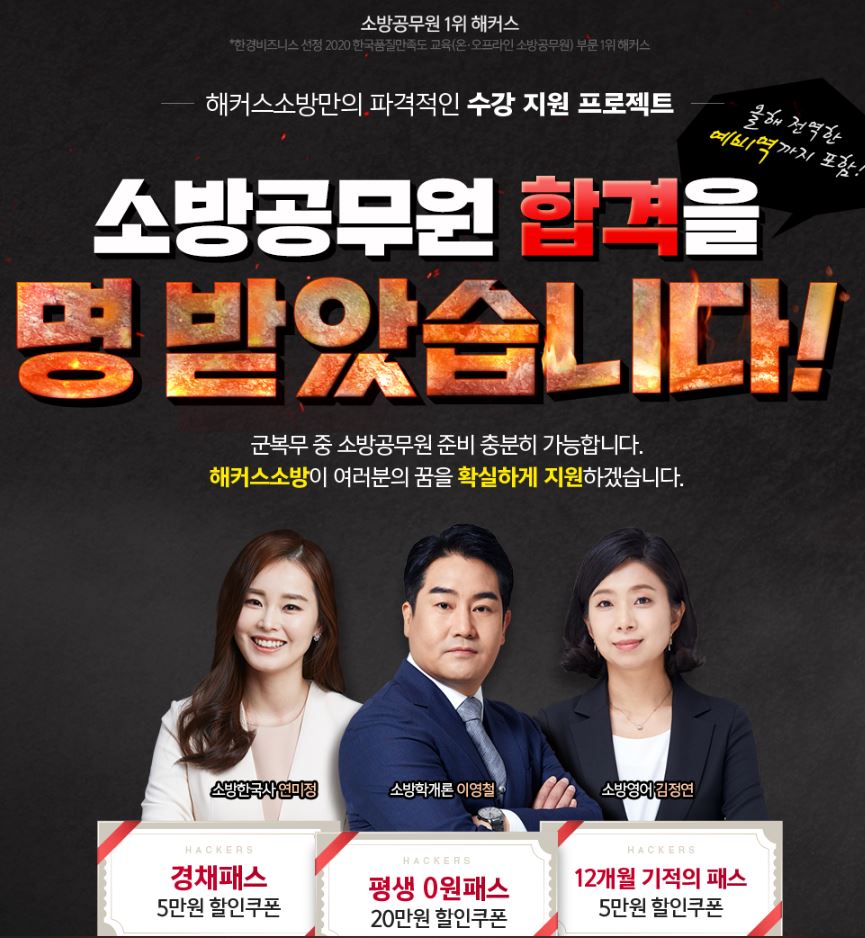 소방공무원 1위 해커스
*한경비즈니스 선정 2020 한국품질만족도 교육(온·오프라인 소방공무원) 부문 1위 해커스
해커스소방만의 파격적인 수강 지원 프로젝트
올해 전역한
예비역까지 포함!
소방공무원 합격을
명 받았습니다!
군복무 중 소방공무원 준비 충분히 가능합니다.
해커스소방이 여러분의 꿈을 확실하게 지원하겠습니다.
소방한국사 연미정
소방학개론 이영철
소방영어 김정연
HACKERS
경채패스
5만원 할인쿠폰
HACKERS
평생 0원패스
20만원 할인쿠폰
HACKERS
12개월 기적의 패스
5만원 할인쿠폰